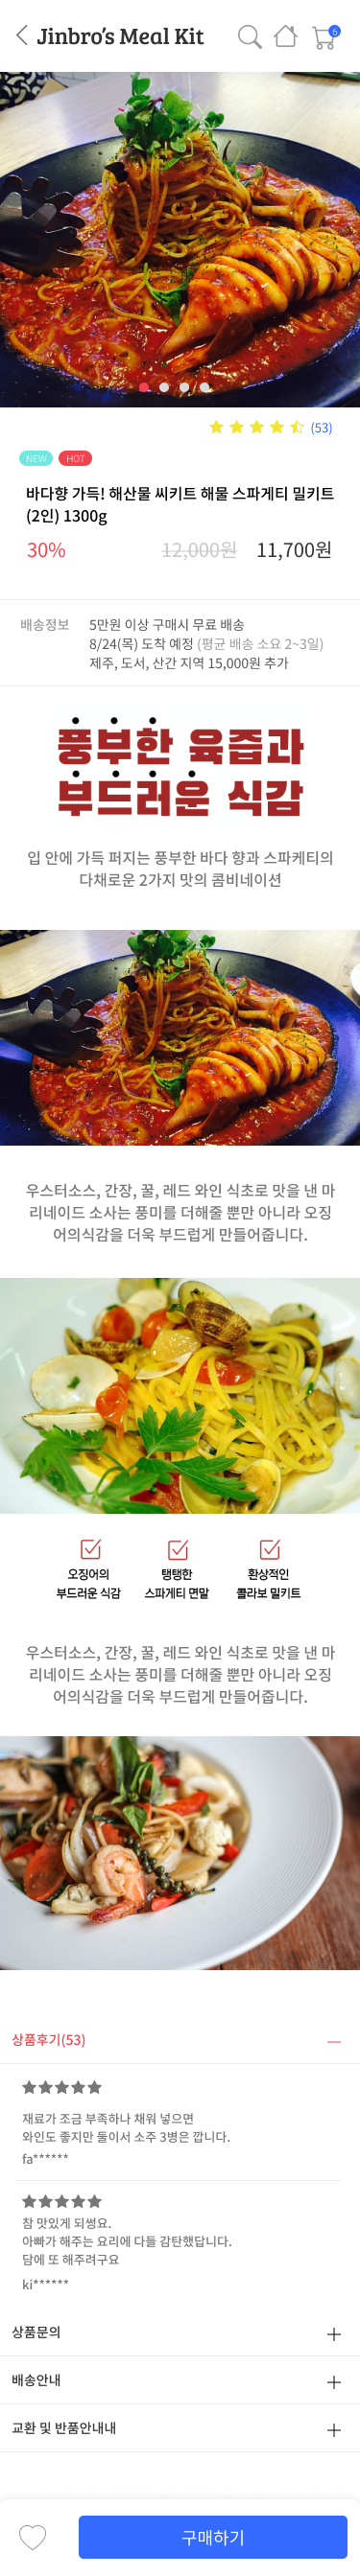 Jinbro's Meal Kit
6
(53)
NEW HOT
바다향 가득! 해산물 씨키트 해물 스파게티 밀키트
(2인) 1300g
30% 12,000원 11,700원
배송정보 5만원 이상 구매시 무료 배송
8/24(목) 도착 예정 (평균 배송 소요 2~3일)
제주, 도서, 산간 지역 15,000원 추가
풍부한 육즙과
부드러운 식감
입 안에 가득 퍼지는 풍부한 바다 향과 스파케티의
다채로운 2가지 맛의 콤비네이션
우스터소스, 간장, 꿀, 레드 와인 식초로 맛을 낸 마
리네이드 소사는 풍미를 더해줄 뿐만 아니라 오징
어의식감을 더욱 부드럽게 만들어줍니다.
오징어의 탱탱한 환상적인
부드러운 식감 스파게티 면말 콜라보 밀키트
우스터소스, 간장, 꿀, 레드 와인 식초로 맛을 낸 마
리네이드 소사는 풍미를 더해줄 뿐만 아니라 오징
어의식감을 더욱 부드럽게 만들어줍니다.
상품후기(53)
재료가 조금 부족하나 채워 넣으면
와인도 좋지만 둘이서 소주 3병은 깝니다.
fa******
참 맛있게 되썽요.
아빠가 해주는 요리에 다들 감탄했답니다.
담에 또 해주려구요
ki******
상품문의
배송안내
교환 및 반품안내내
구매하기